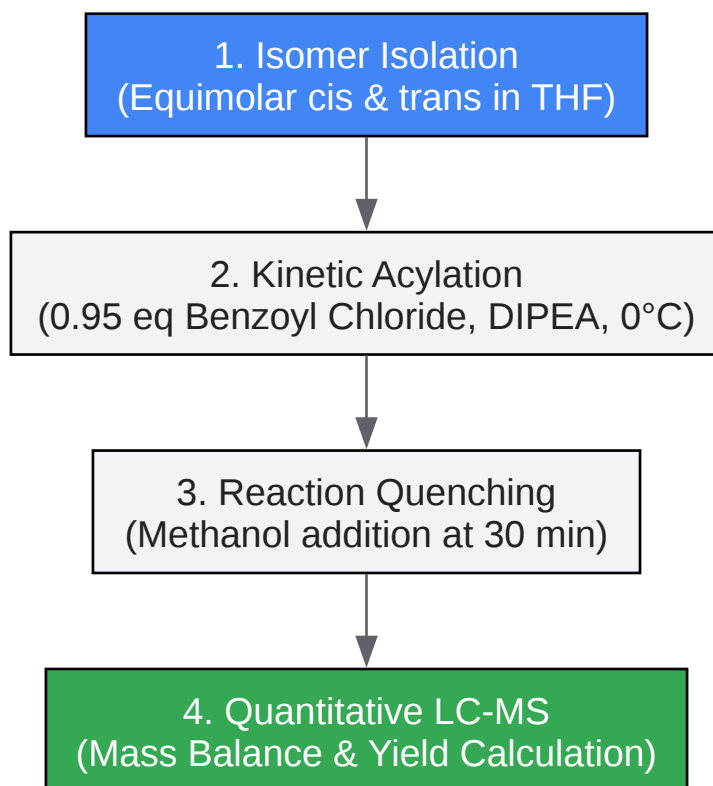 1. Isomer Isolation
(Equimolar cis & trans in THF)
2. Kinetic Acylation
(0.95 eq Benzoyl Chloride, DIPEA, 0°C)
3. Reaction Quenching
(Methanol addition at 30 min)
4. Quantitative LC-MS
(Mass Balance & Yield Calculation)